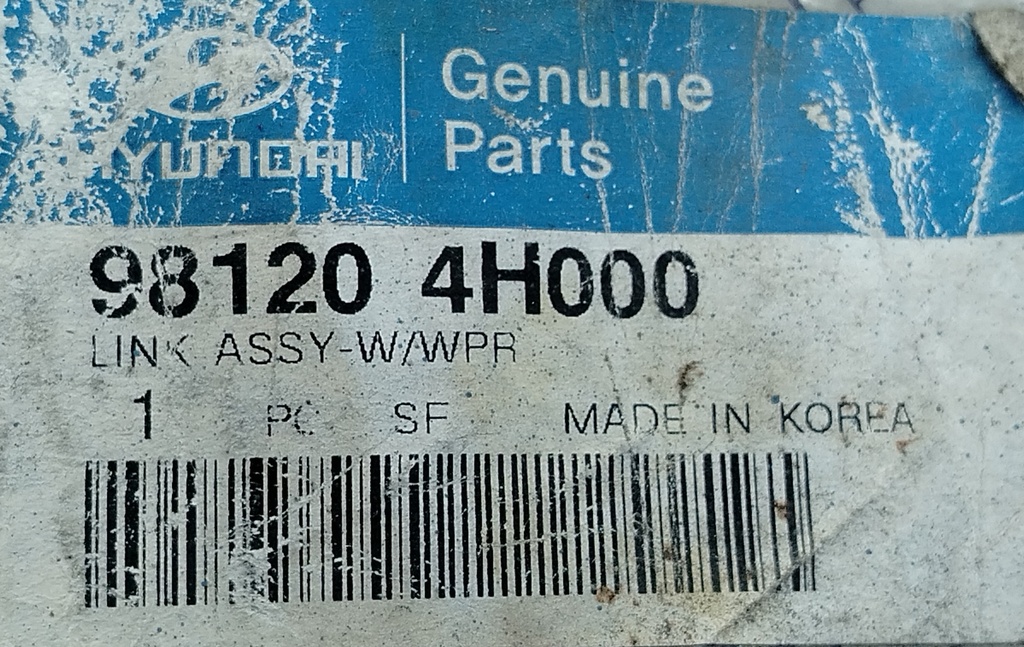 HYUNDAI
Genuine
Parts
98120 4H000
LINK ASSY-W/WPR
1 PC SF MADE IN KOREA